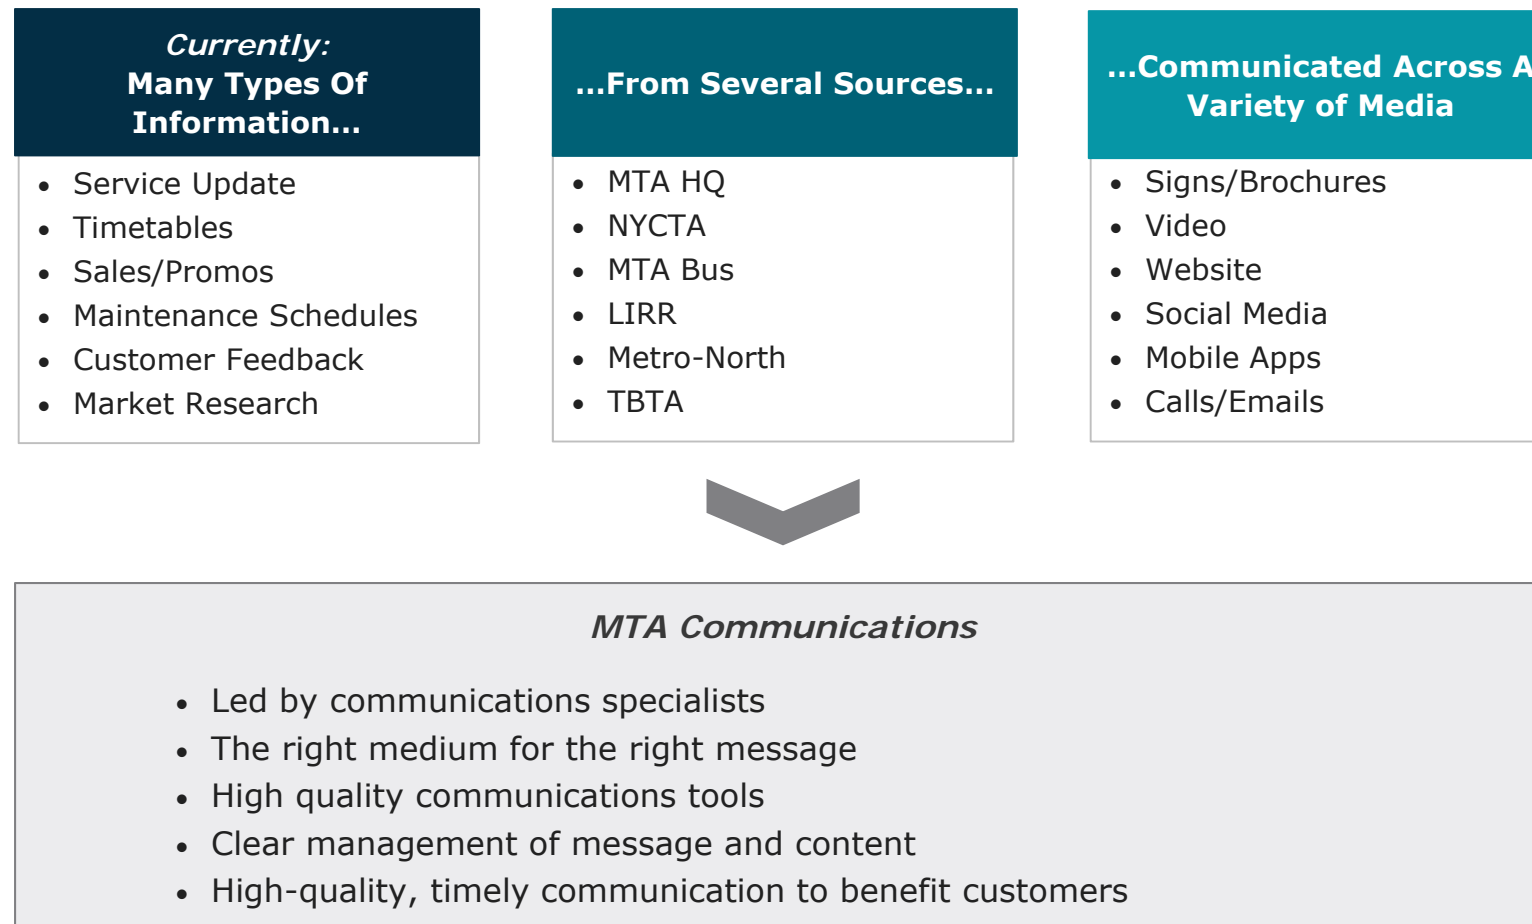 Currently:
Many Types Of
Information…
• Service Update
• Timetables
• Sales/Promos
• Maintenance Schedules
• Customer Feedback
• Market Research
…From Several Sources…
• MTA HQ
• NYCTA
• MTA Bus
• LIRR
• Metro-North
• TBTA
…Communicated Across A
Variety of Media
• Signs/Brochures
• Video
• Website
• Social Media
• Mobile Apps
• Calls/Emails
MTA Communications
• Led by communications specialists
• The right medium for the right message
• High quality communications tools
• Clear management of message and content
• High-quality, timely communication to benefit customers